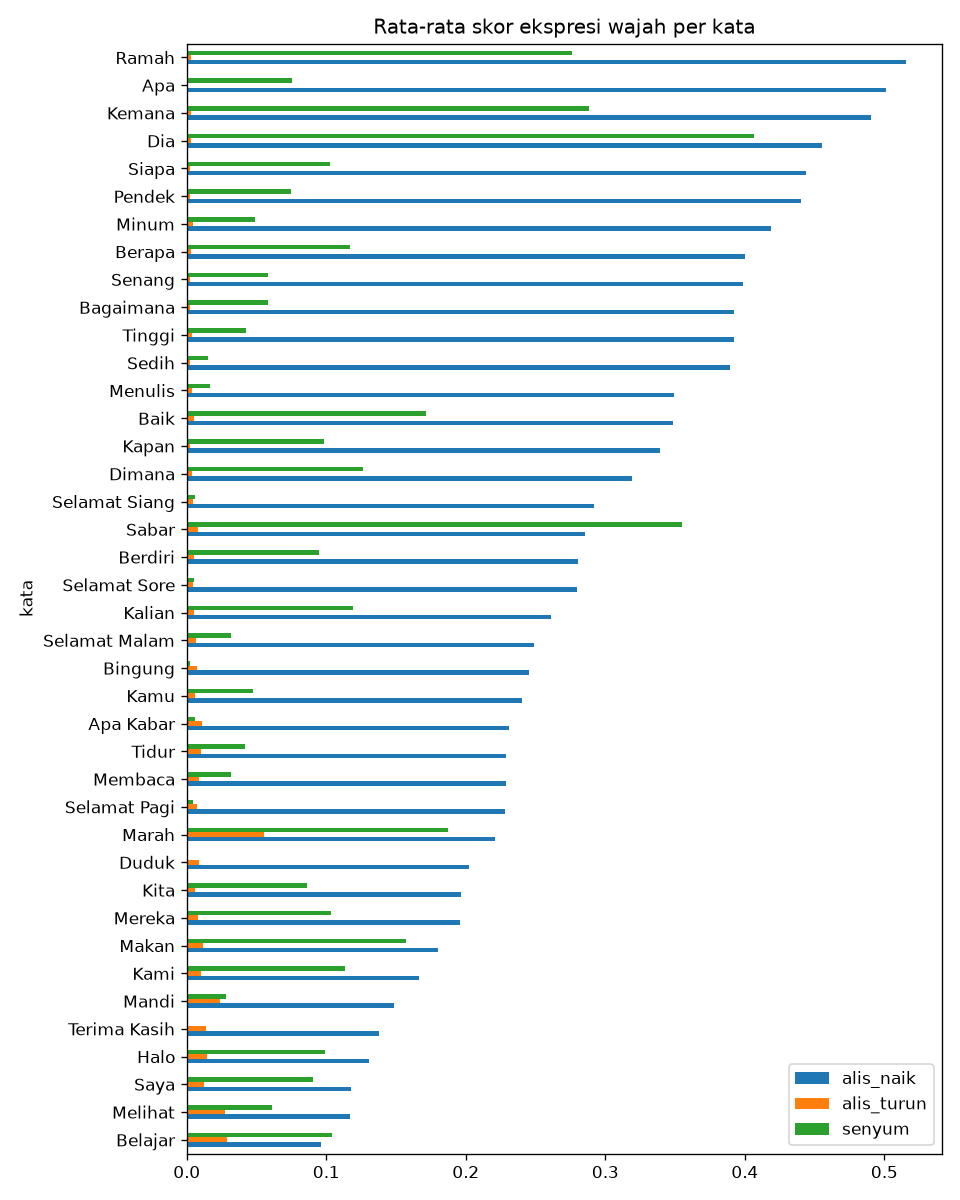 Rata-rata skor ekspresi wajah per kata
Ramah
Apa
Kemana
Dia
Siapa
Pendek
Minum
Berapa
Senang
Bagaimana
Tinggi
Sedih
Menulis
Baik
Kapan
Dimana
Selamat Siang
Sabar
Berdiri
Selamat Sore
Kalian
Selamat Malam
Bingung
Kamu
Apa Kabar
Tidur
Membaca
Selamat Pagi
Marah
Duduk
Kita
Mereka
Makan
Kami
Mandi
Terima Kasih
Halo
Saya
Melihat
Belajar
kata
0.0 0.1 0.2 0.3 0.4 0.5
alis_naik
alis_turun
senyum